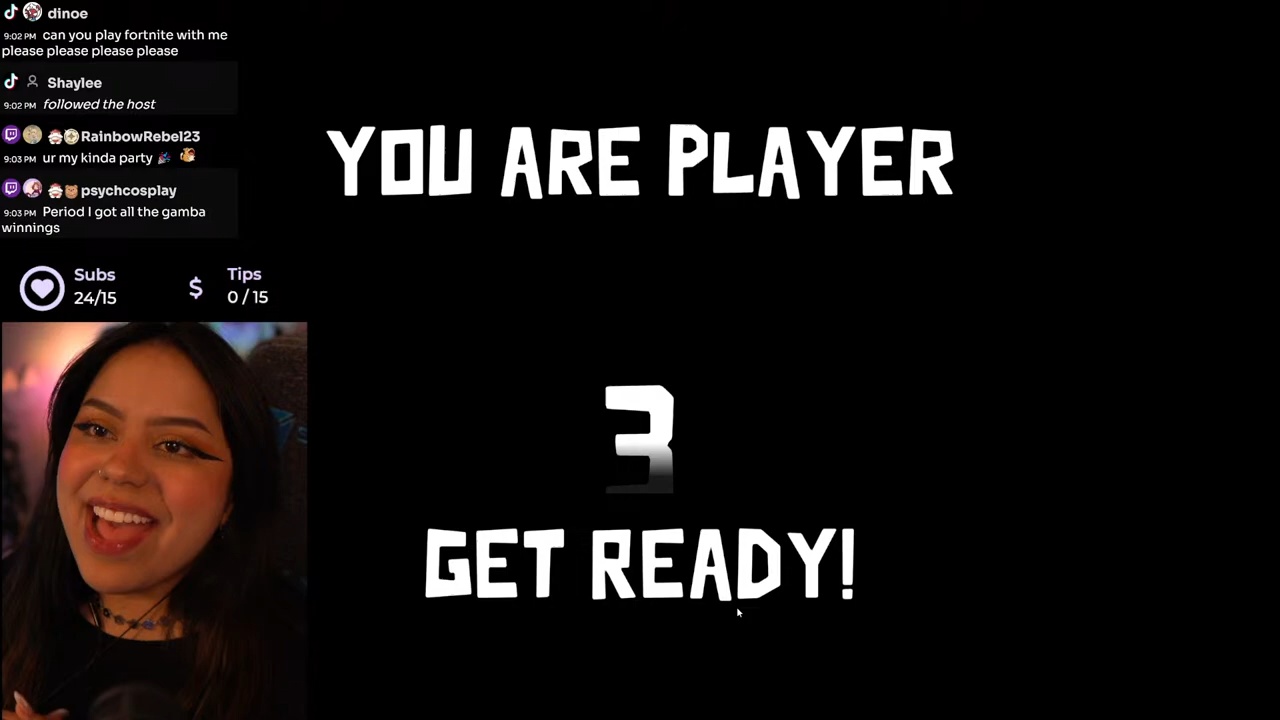 dinoe
9:02 PM can you play fortnite with me
please please please please
Shaylee
9:02 PM followed the host
RainbowRebel23
9:03 PM ur my kinda party
psychcosplay
9:03 PM Period I got all the gamba
winnings
Subs
24/15
$
Tips
0 / 15
YOU ARE PLAYER
3
GET READY!